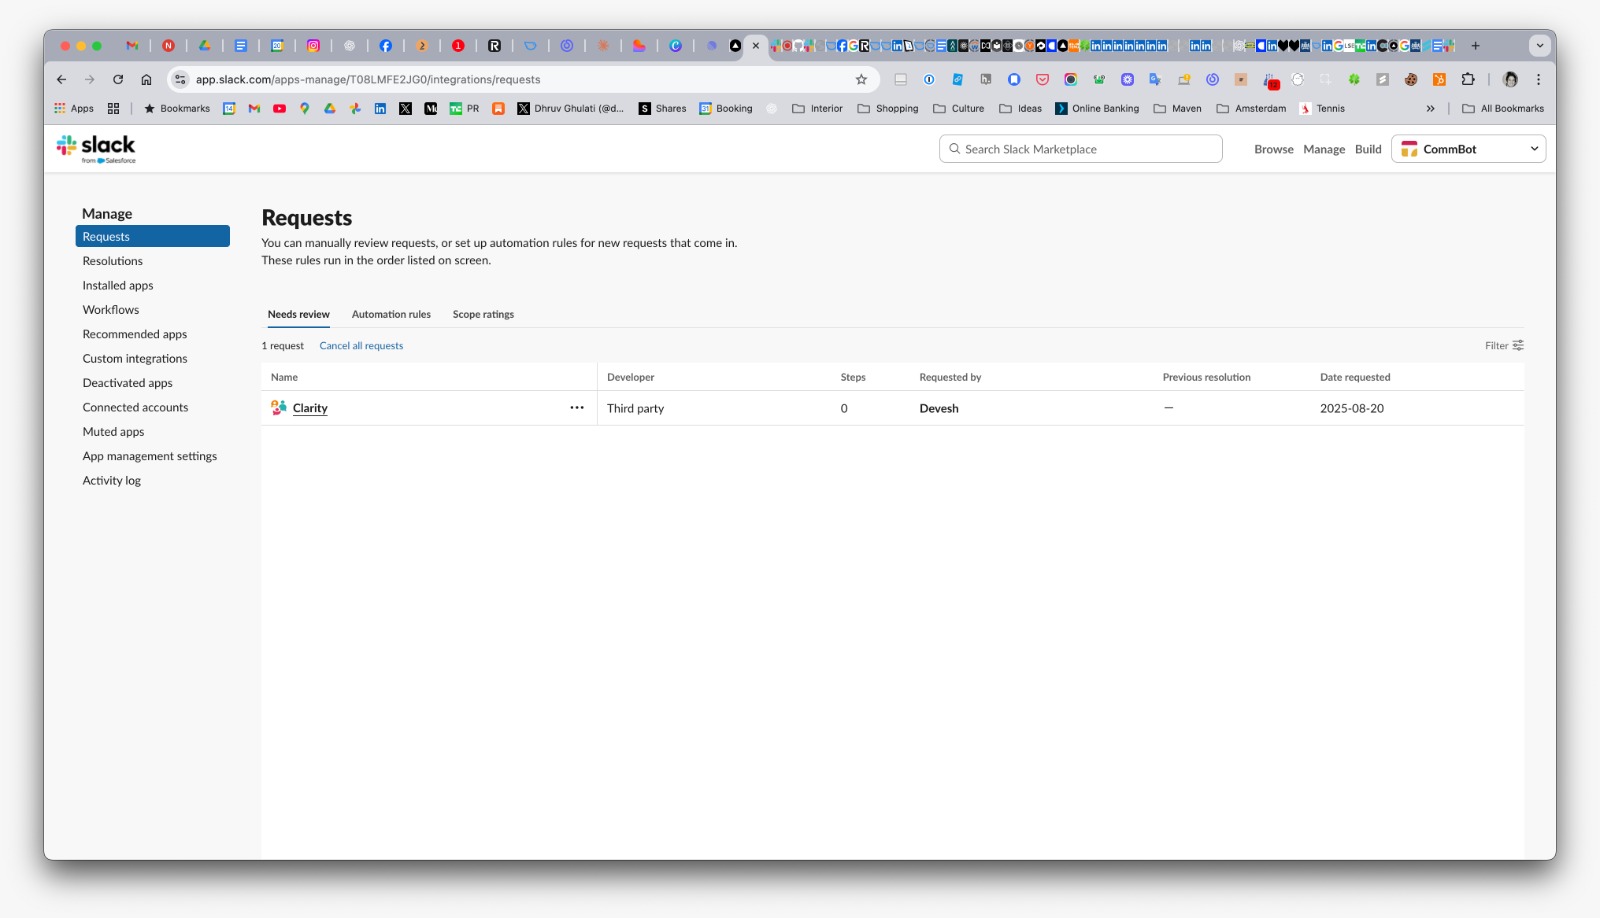 app.slack.com/apps-manage/T08LMFE2JG0/integrations/requests
Apps
Bookmarks
PR
Dhruv Ghulati (@d...
Shares
Booking
Interior
Shopping
Culture
Ideas
Online Banking
Maven
Amsterdam
Tennis
All Bookmarks
slack
from Salesforce
Search Slack Marketplace
Browse
Manage
Build
CommBot
Manage
Requests
Resolutions
Installed apps
Workflows
Recommended apps
Custom integrations
Deactivated apps
Connected accounts
Muted apps
App management settings
Activity log
Requests
You can manually review requests, or set up automation rules for new requests that come in.
These rules run in the order listed on screen.
Needs review Automation rules Scope ratings
1 request Cancel all requests Filter
Name Developer Steps Requested by Previous resolution Date requested
Clarity ••• Third party 0 Devesh — 2025-08-20